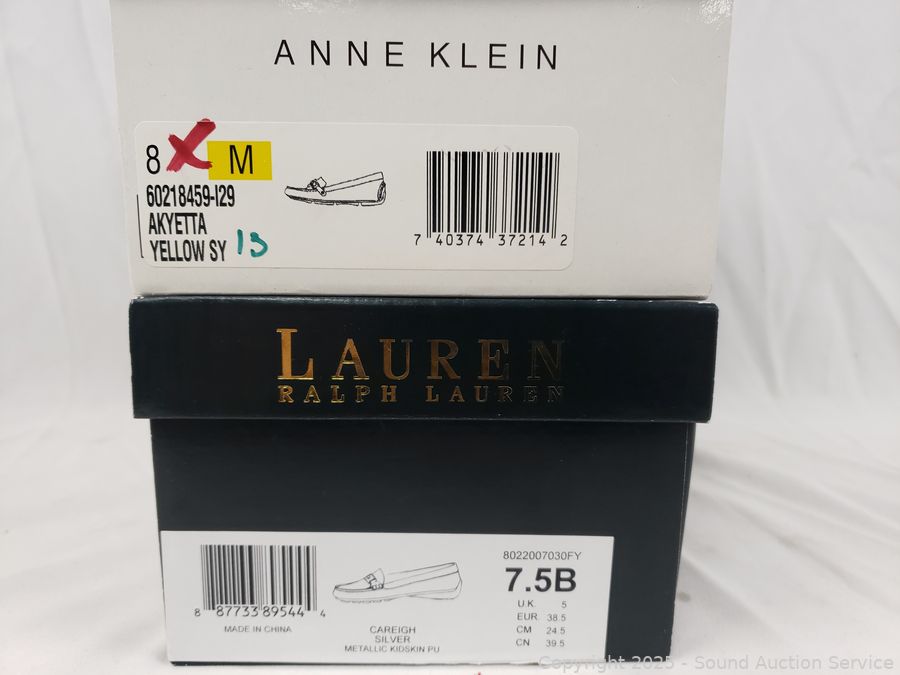 ANNE KLEIN
8 X M
60218459-I29
AKYETTA
YELLOW SY 13
7 40374 37214 2
LAUREN
RALPH LAUREN
8022007030FY
7.5B
U.K. 5
EUR. 38.5
CM 24.5
CN 39.5
8 87733 89544 4
MADE IN CHINA
CAREIGH
SILVER
METALLIC KIDSKIN PU
Copyright 2025 - Sound Auction Service